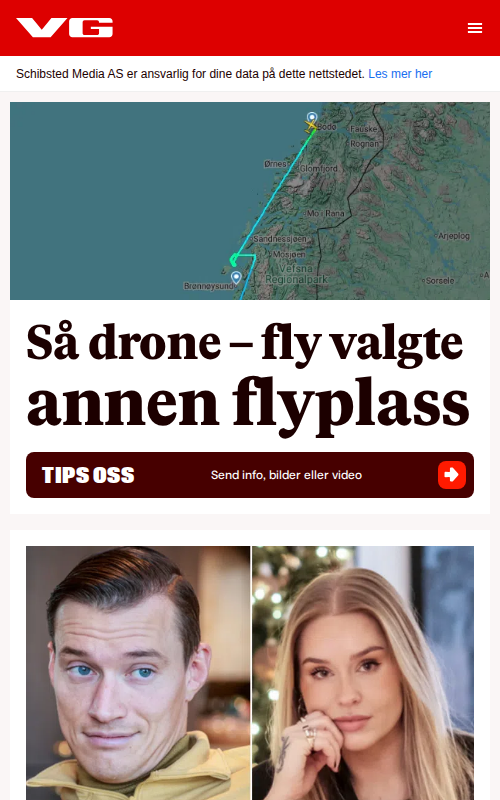 VG
Schibsted Media AS er ansvarlig for dine data på dette nettstedet. Les mer her
Bodø
Fauske
Rognan
Ørnes
Glomfjord
Mo i Rana
Arjeplog
Sandnessjøen
Mosjøen
Vefsna
Regionalpark
Sorsele
Brønnøysund
Så drone – fly valgte
annen flyplass
TIPS OSS
Send info, bilder eller video